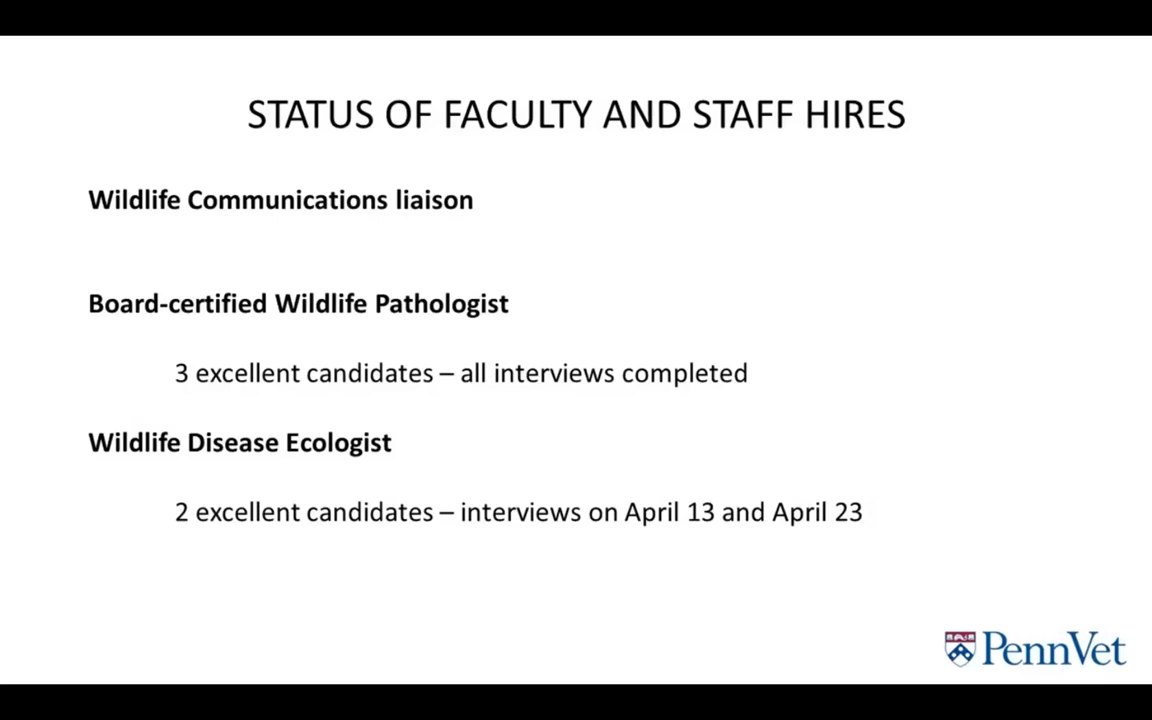 STATUS OF FACULTY AND STAFF HIRES
Wildlife Communications liaison
Board-certified Wildlife Pathologist
3 excellent candidates – all interviews completed
Wildlife Disease Ecologist
2 excellent candidates – interviews on April 13 and April 23
PennVet